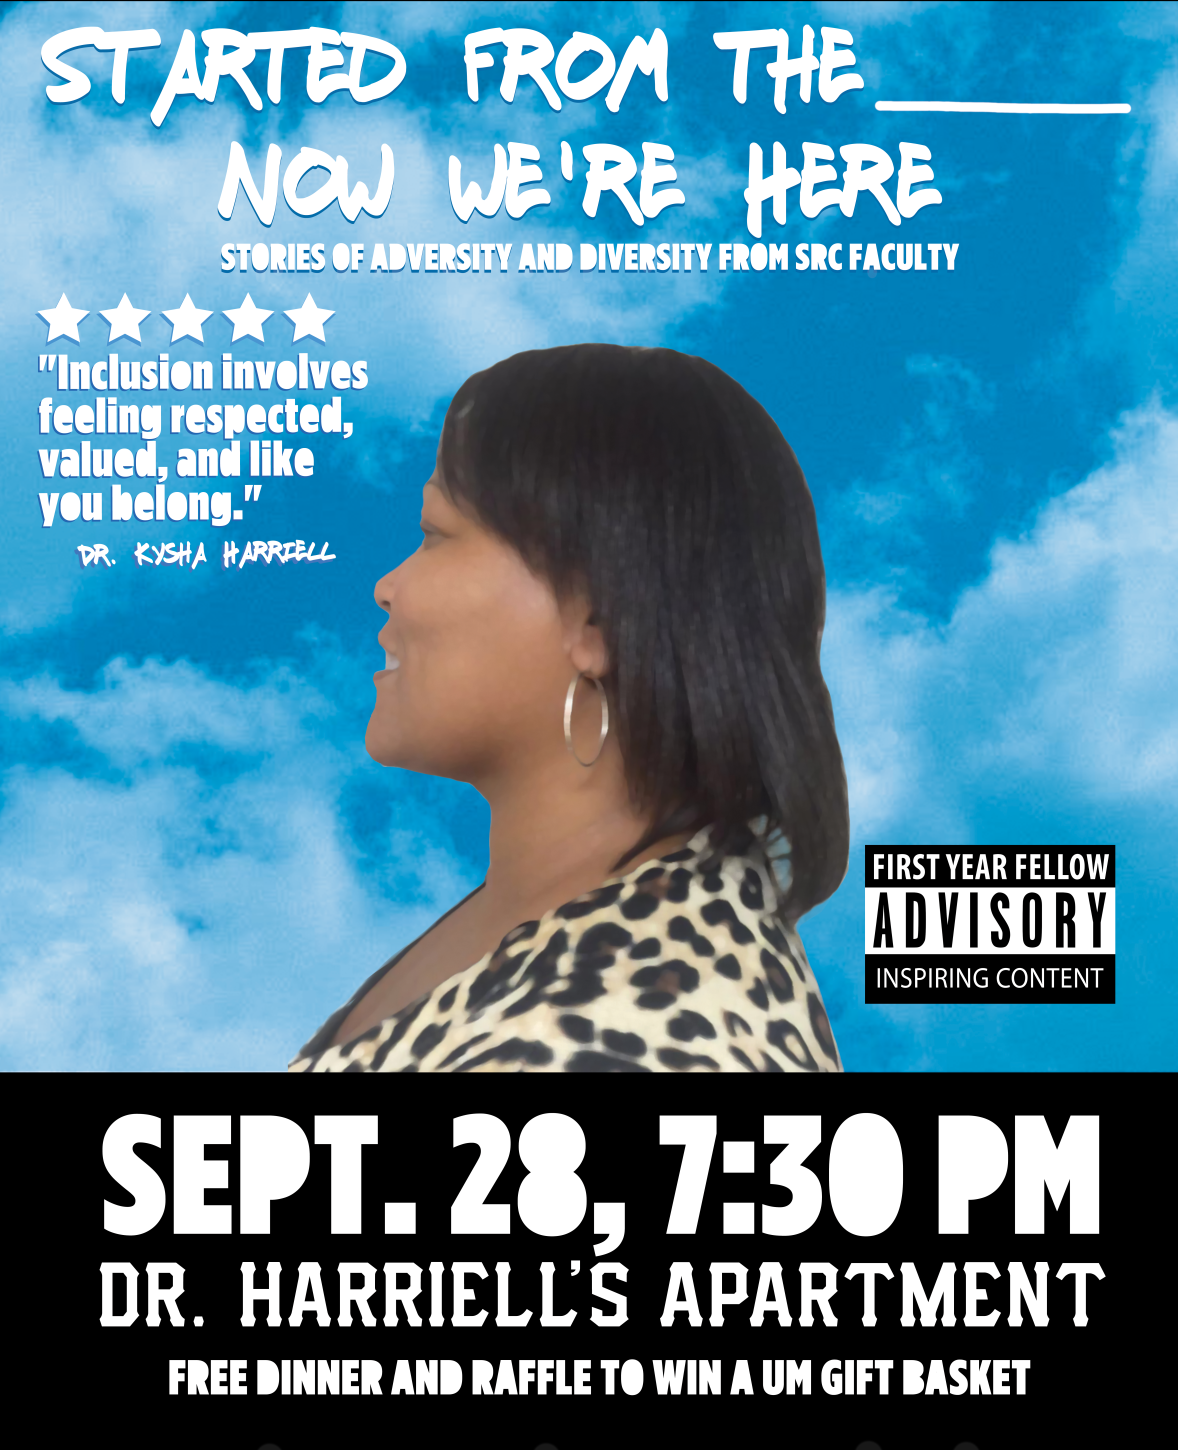 STARTED FROM THE ______
NOW WE'RE HERE
STORIES OF ADVERSITY AND DIVERSITY FROM SRC FACULTY
"Inclusion involves
feeling respected,
valued, and like
you belong."
DR. KYSHA HARRIELL
FIRST YEAR FELLOW
ADVISORY
INSPIRING CONTENT
SEPT. 28, 7:30 PM
DR. HARRIELL'S APARTMENT
FREE DINNER AND RAFFLE TO WIN A UM GIFT BASKET